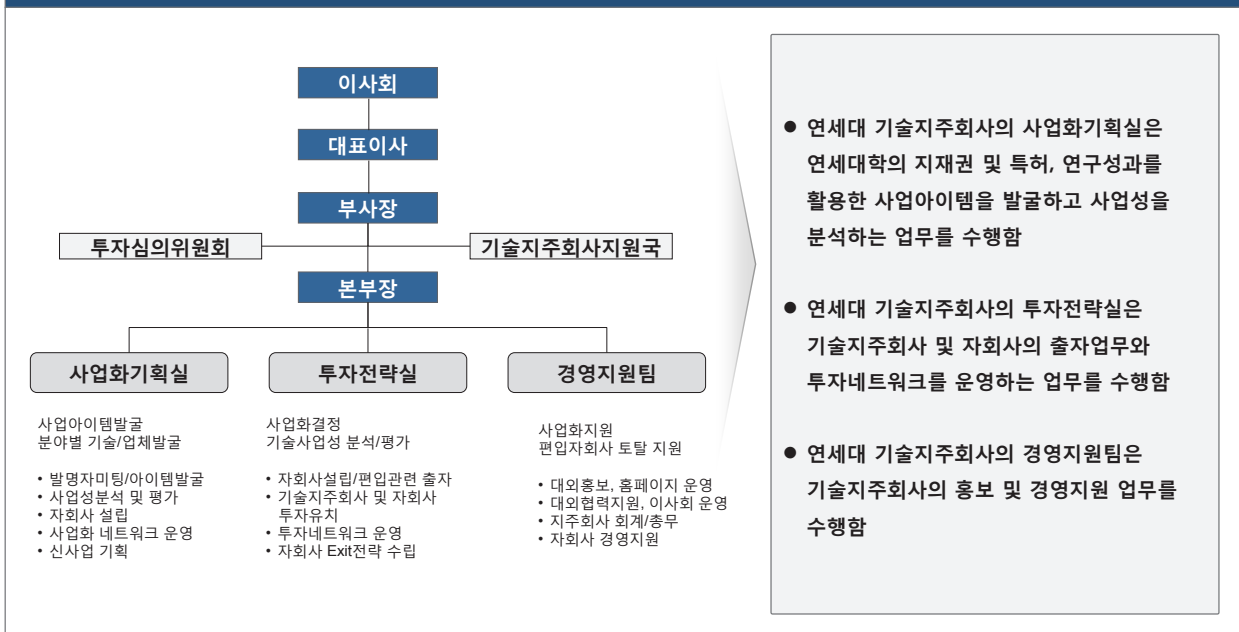 이사회
대표이사
부사장
투자심의위원회
기술지주회사지원국
본부장
사업화기획실
투자전략실
경영지원팀
사업아이템발굴
분야별 기술/업체발굴
• 발명자미팅/아이템발굴
• 사업성분석 및 평가
• 자회사 설립
• 사업화 네트워크 운영
• 신사업 기획
사업화결정
기술사업성 분석/평가
• 자회사설립/편입관련 출자
• 기술지주회사 및 자회사
투자유치
• 투자네트워크 운영
• 자회사 Exit전략 수립
사업화지원
편입자회사 토탈 지원
• 대외홍보, 홈페이지 운영
• 대외협력지원, 이사회 운영
• 지주회사 회계/총무
• 자회사 경영지원
● 연세대 기술지주회사의 사업화기획실은
연세대학의 지재권 및 특허, 연구성과를
활용한 사업아이템을 발굴하고 사업성을
분석하는 업무를 수행함
● 연세대 기술지주회사의 투자전략실은
기술지주회사 및 자회사의 출자업무와
투자네트워크를 운영하는 업무를 수행함
● 연세대 기술지주회사의 경영지원팀은
기술지주회사의 홍보 및 경영지원 업무를
수행함